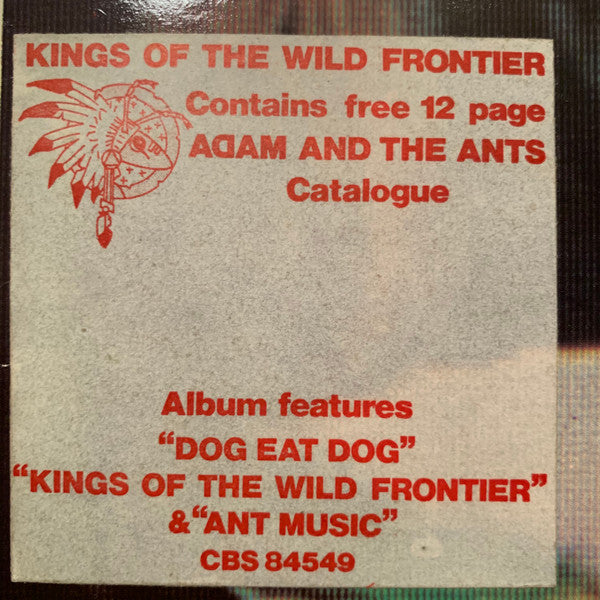 KINGS OF THE WILD FRONTIER
Contains free 12 page
ADAM AND THE ANTS
Catalogue
Album features
“DOG EAT DOG”
“KINGS OF THE WILD FRONTIER”
&“ANT MUSIC”
CBS 84549